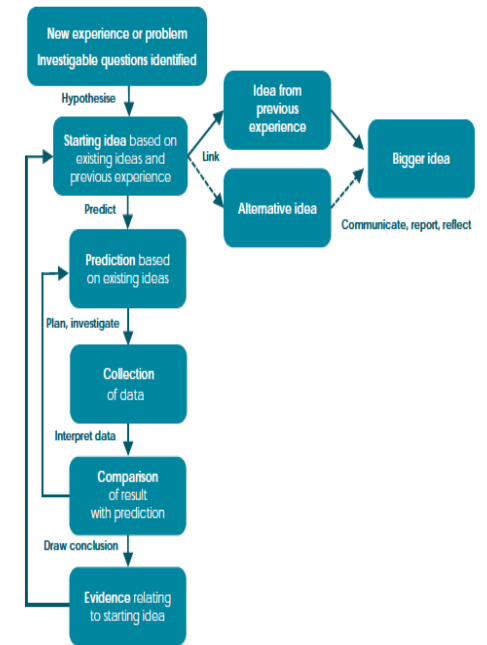 New experience or problem
Investigable questions identified
Hypothesise
Starting idea based on
existing ideas and
previous experience
Link
Idea from
previous
experience
Alternative idea
Bigger idea
Communicate, report, reflect
Predict
Prediction based
on existing ideas
Plan, investigate
Collection
of data
Interpret data
Comparison
of result
with prediction
Draw conclusion
Evidence relating
to starting idea